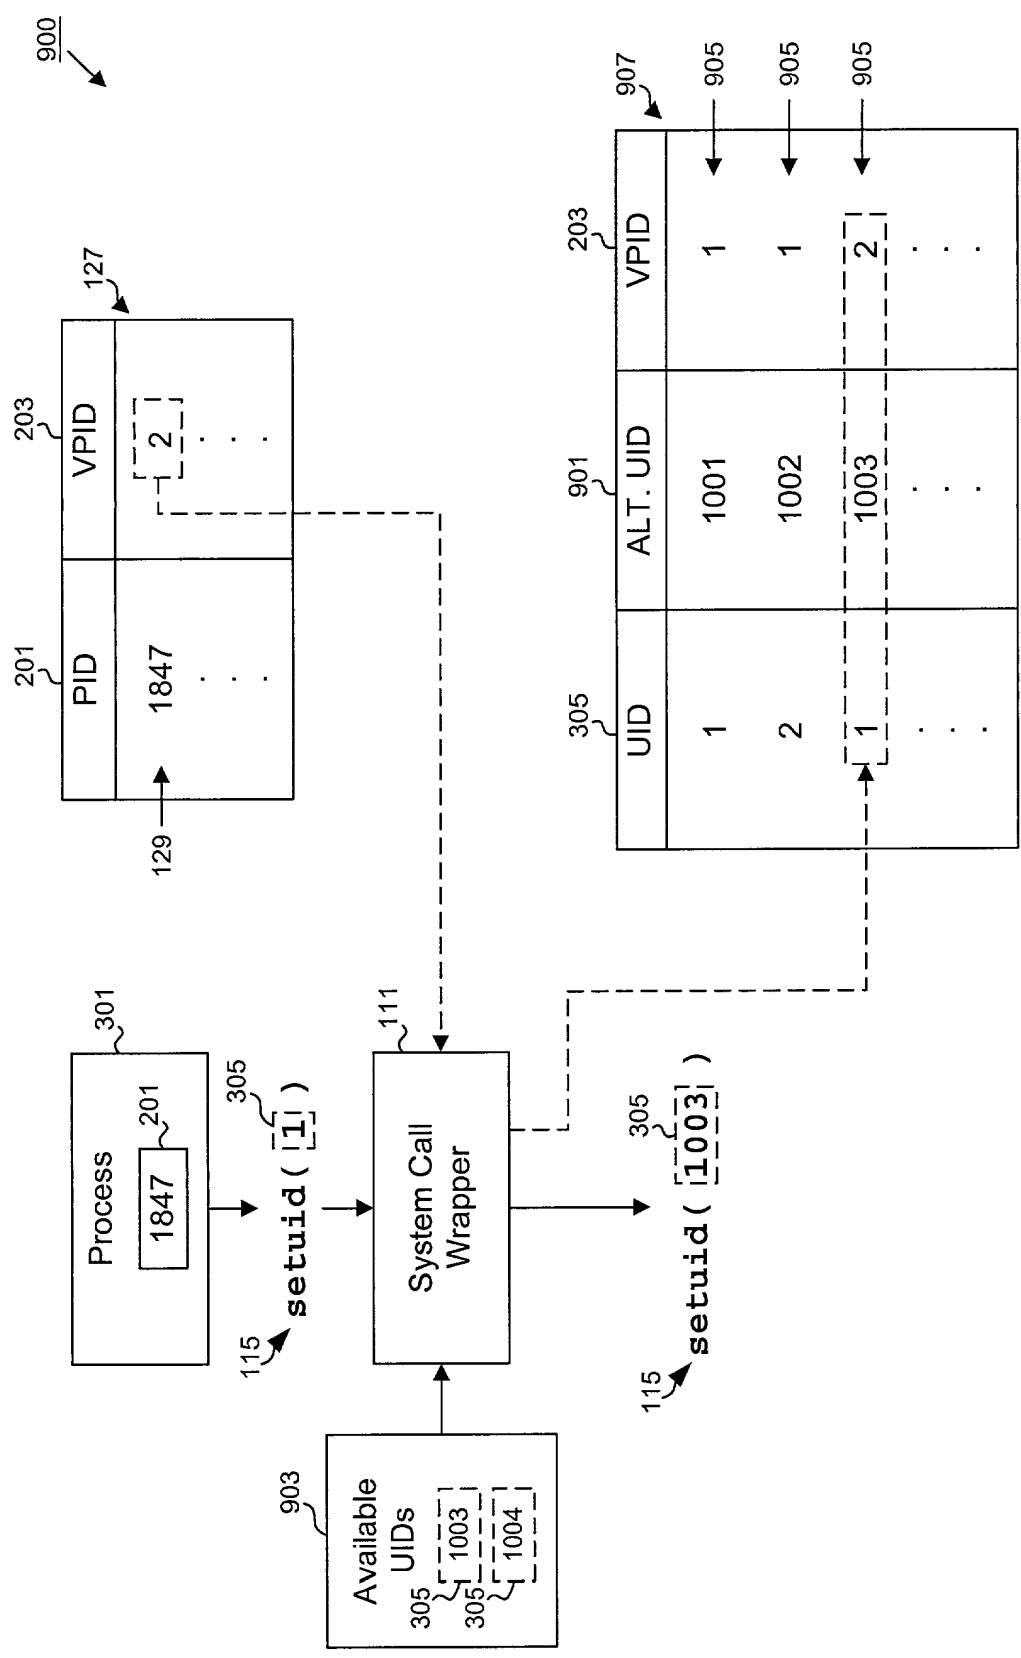 900
301
Process
201
1847
115
setuid( 1 )
305
903
Available
UIDs
305
1003
305
1004
111
System Call
Wrapper
115
setuid( 1003 )
305
201
203
127
PID
VPID
129
1847
2
. . .
. . .
305
901
203
907
UID
ALT. UID
VPID
1
1001
1
905
2
1002
1
905
1
1003
2
905
. . .
. . .
. . .